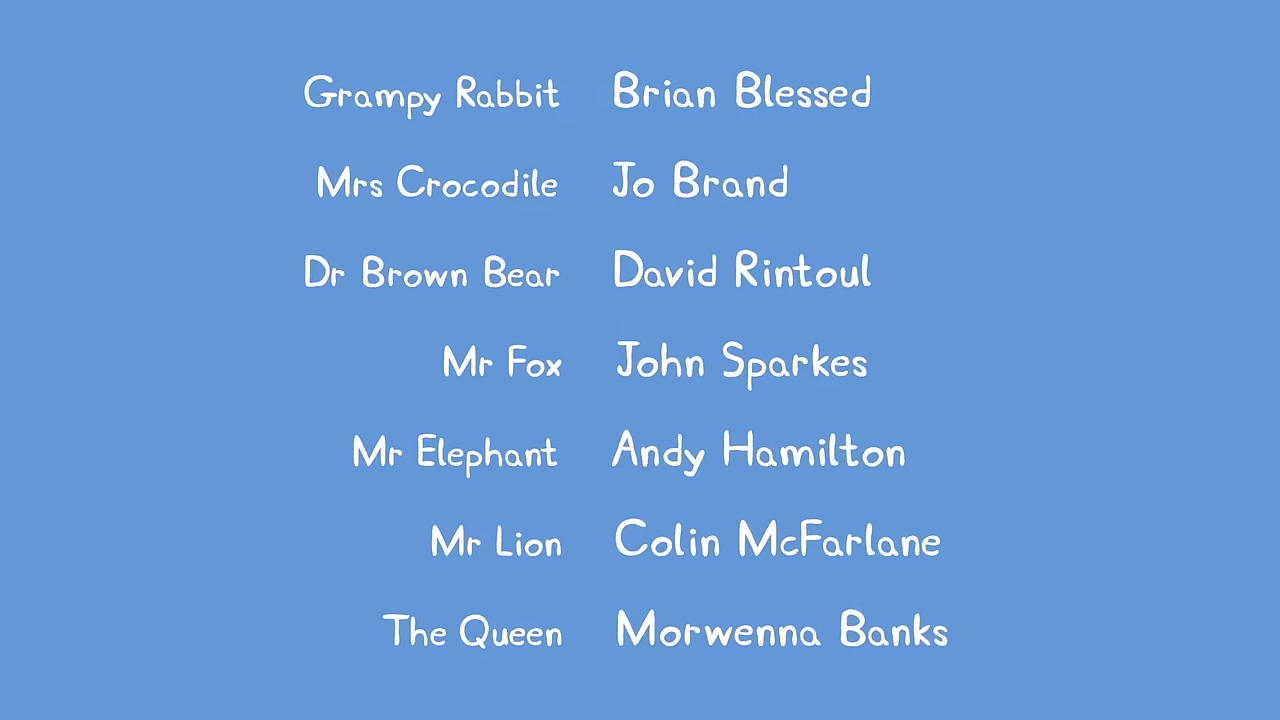 Grampy Rabbit Brian Blessed
Mrs Crocodile Jo Brand
Dr Brown Bear David Rintoul
Mr Fox John Sparkes
Mr Elephant Andy Hamilton
Mr Lion Colin McFarlane
The Queen Morwenna Banks